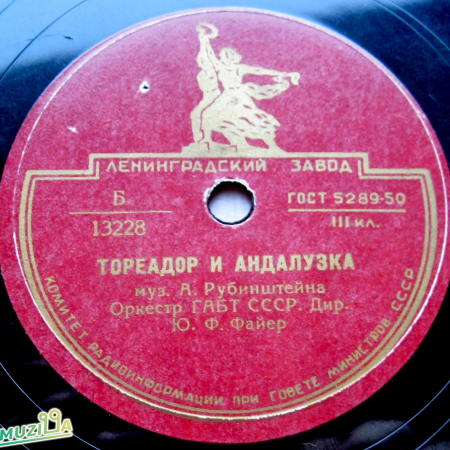 ЛЕНИНГРАДСКИЙ ЗАВОД
Б
13228
ГОСТ 5289-50
III кл.
ТОРЕАДОР И АНДАЛУЗКА
муз. А. Рубинштейна
Оркестр ГАБТ СССР. Дир.
Ю. Ф. Файер
КОМИТЕТ РАДИОИНФОРМАЦИИ ПРИ СОВЕТЕ МИНИСТРОВ СССР
MUZILLA